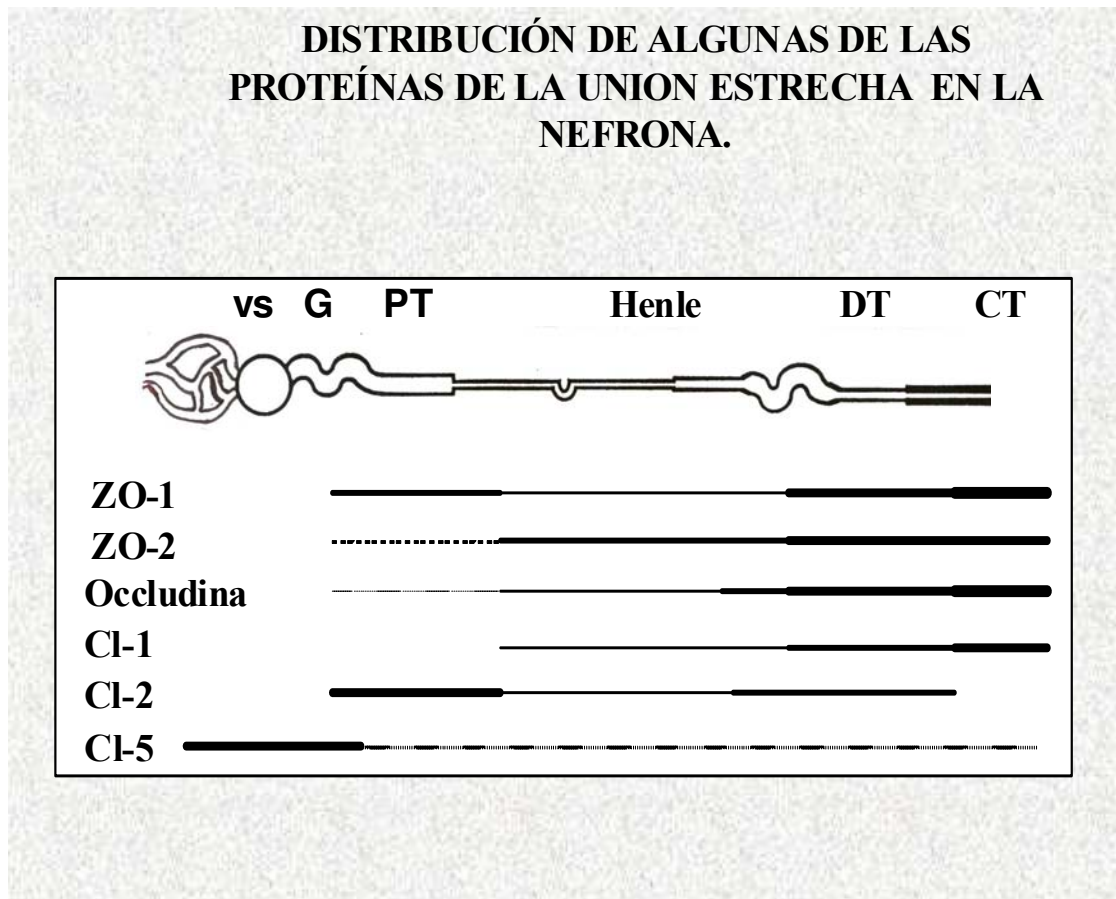 DISTRIBUCIÓN DE ALGUNAS DE LAS
PROTEÍNAS DE LA UNION ESTRECHA EN LA
NEFRONA.
vs G PT Henle DT CT
ZO-1
ZO-2
Occludina
Cl-1
Cl-2
Cl-5